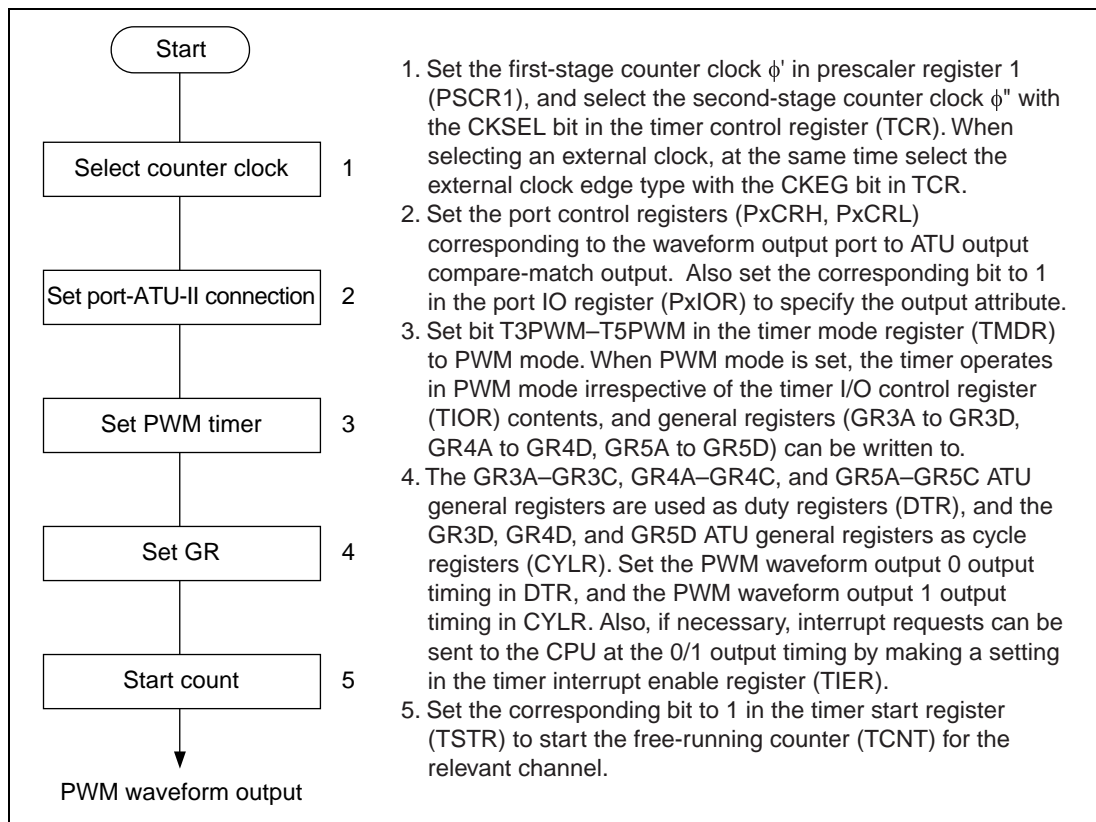 Start
Select counter clock 1
Set port-ATU-II connection 2
Set PWM timer 3
Set GR 4
Start count 5
PWM waveform output
1. Set the first-stage counter clock ϕ' in prescaler register 1
(PSCR1), and select the second-stage counter clock ϕ" with
the CKSEL bit in the timer control register (TCR). When
selecting an external clock, at the same time select the
external clock edge type with the CKEG bit in TCR.
2. Set the port control registers (PxCRH, PxCRL)
corresponding to the waveform output port to ATU output
compare-match output. Also set the corresponding bit to 1
in the port IO register (PxIOR) to specify the output attribute.
3. Set bit T3PWM–T5PWM in the timer mode register (TMDR)
to PWM mode. When PWM mode is set, the timer operates
in PWM mode irrespective of the timer I/O control register
(TIOR) contents, and general registers (GR3A to GR3D,
GR4A to GR4D, GR5A to GR5D) can be written to.
4. The GR3A–GR3C, GR4A–GR4C, and GR5A–GR5C ATU
general registers are used as duty registers (DTR), and the
GR3D, GR4D, and GR5D ATU general registers as cycle
registers (CYLR). Set the PWM waveform output 0 output
timing in DTR, and the PWM waveform output 1 output
timing in CYLR. Also, if necessary, interrupt requests can be
sent to the CPU at the 0/1 output timing by making a setting
in the timer interrupt enable register (TIER).
5. Set the corresponding bit to 1 in the timer start register
(TSTR) to start the free-running counter (TCNT) for the
relevant channel.